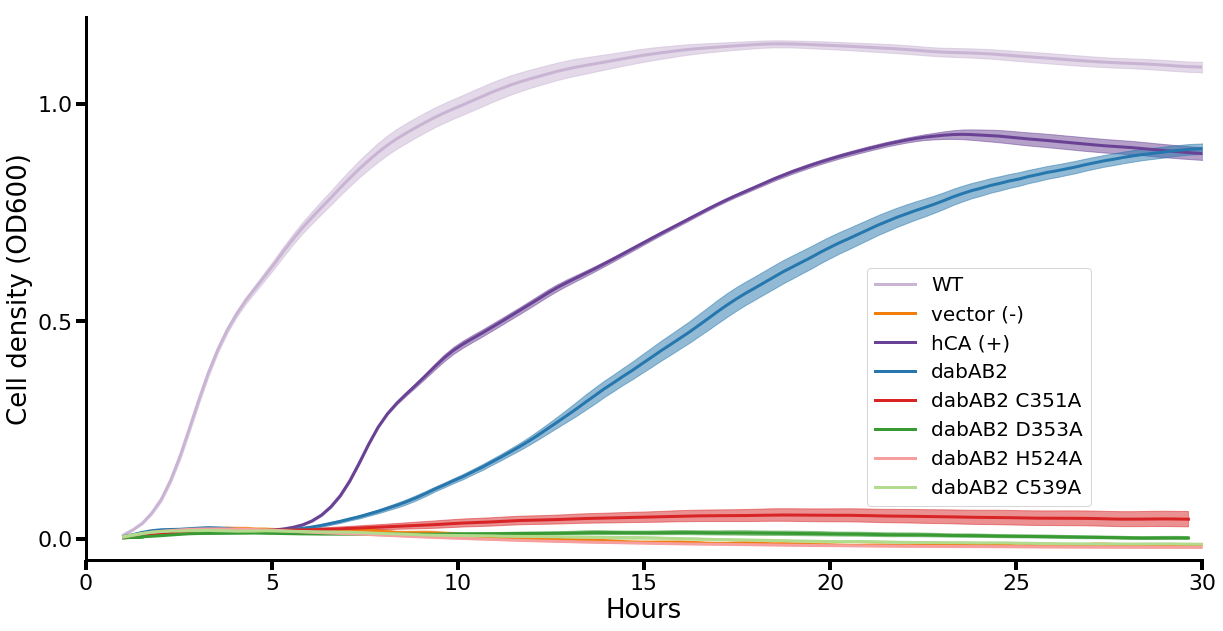 Cell density (OD600)
1.0
0.5
0.0
0 5 10 15 20 25 30
Hours
WT
vector (-)
hCA (+)
dabAB2
dabAB2 C351A
dabAB2 D353A
dabAB2 H524A
dabAB2 C539A